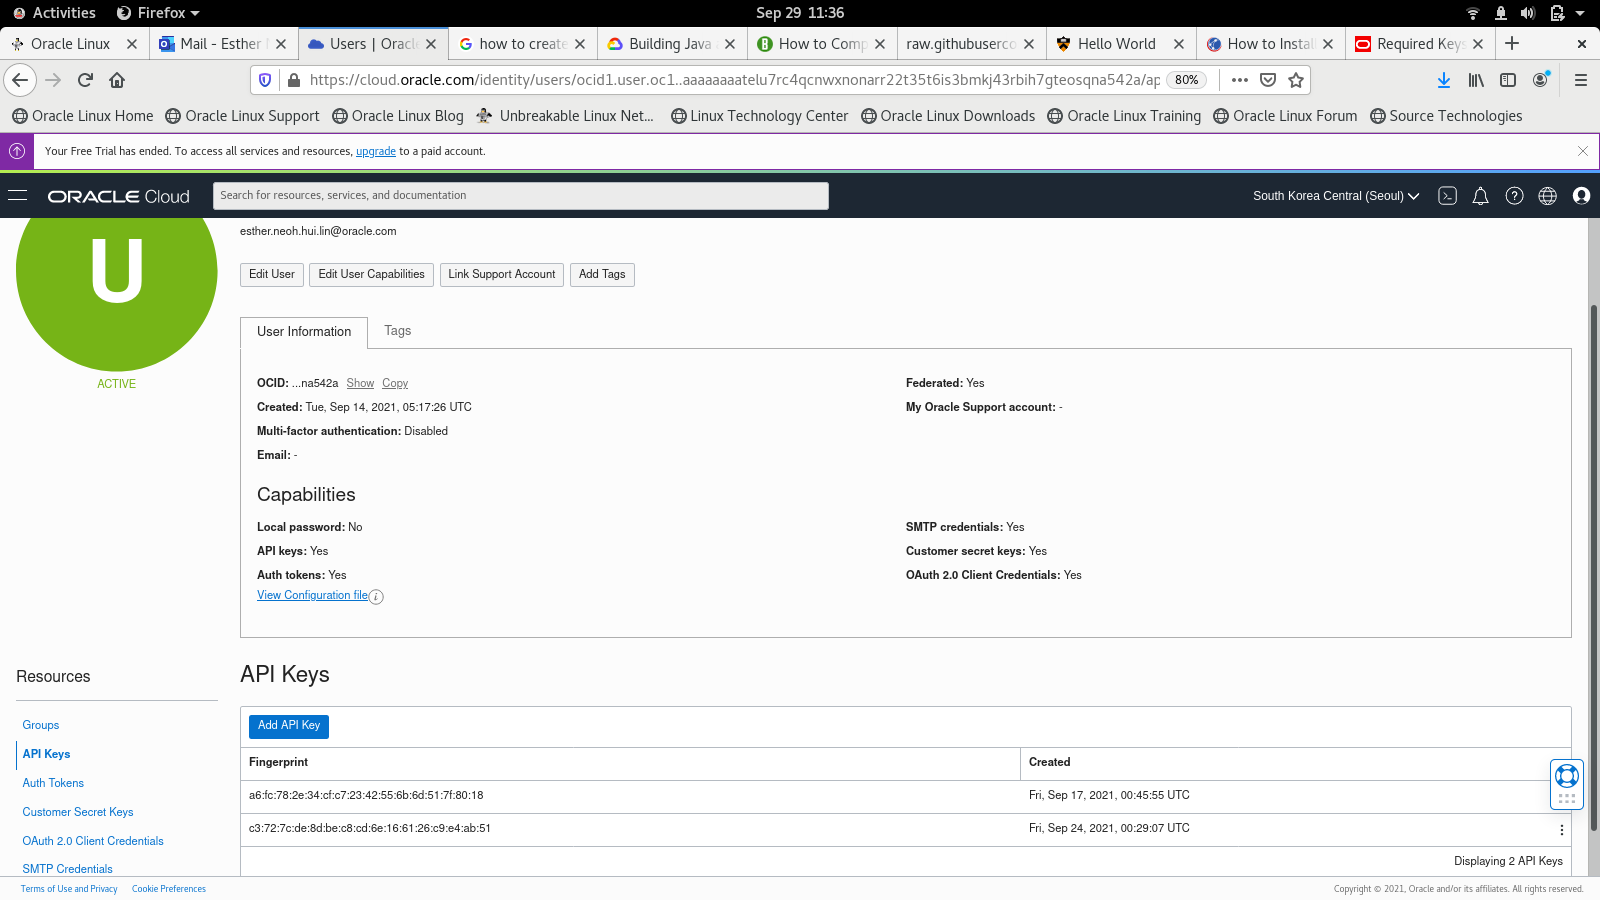 Activities Firefox Sep 29 11:36
Oracle Linux Mail - Esther Users | Oracle how to create Building Java How to Comp raw.githubuserco Hello World How to Install Required Keys
https://cloud.oracle.com/identity/users/ocid1.user.oc1..aaaaaaaatelu7rc4qcnwxnonarr22t35t6is3bmkj43rbih7gteosqna542a/ap 80%
Oracle Linux Home Oracle Linux Support Oracle Linux Blog Unbreakable Linux Net... Linux Technology Center Oracle Linux Downloads Oracle Linux Training Oracle Linux Forum Source Technologies
Your Free Trial has ended. To access all services and resources, upgrade to a paid account.
ORACLE Cloud Search for resources, services, and documentation South Korea Central (Seoul)
U
ACTIVE
esther.neoh.hui.lin@oracle.com
Edit User Edit User Capabilities Link Support Account Add Tags
User Information Tags
OCID: ...na542a Show Copy
Created: Tue, Sep 14, 2021, 05:17:26 UTC
Multi-factor authentication: Disabled
Email: -
Federated: Yes
My Oracle Support account: -
Capabilities
Local password: No
API keys: Yes
Auth tokens: Yes
View Configuration file i
SMTP credentials: Yes
Customer secret keys: Yes
OAuth 2.0 Client Credentials: Yes
Resources
Groups
API Keys
Auth Tokens
Customer Secret Keys
OAuth 2.0 Client Credentials
SMTP Credentials
API Keys
Add API Key
Fingerprint Created
a6:fc:78:2e:34:cf:c7:23:42:55:6b:6d:51:7f:80:18 Fri, Sep 17, 2021, 00:45:55 UTC
c3:72:7c:de:8d:be:c8:cd:6e:16:61:26:c9:e4:ab:51 Fri, Sep 24, 2021, 00:29:07 UTC
Displaying 2 API Keys
Terms of Use and Privacy Cookie Preferences Copyright © 2021, Oracle and/or its affiliates. All rights reserved.